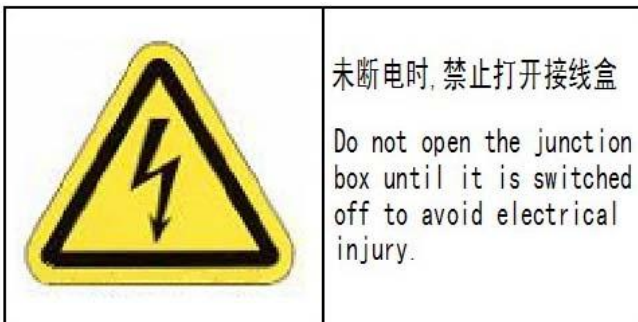 未断电时,禁止打开接线盒
Do not open the junction
box until it is switched
off to avoid electrical
injury.